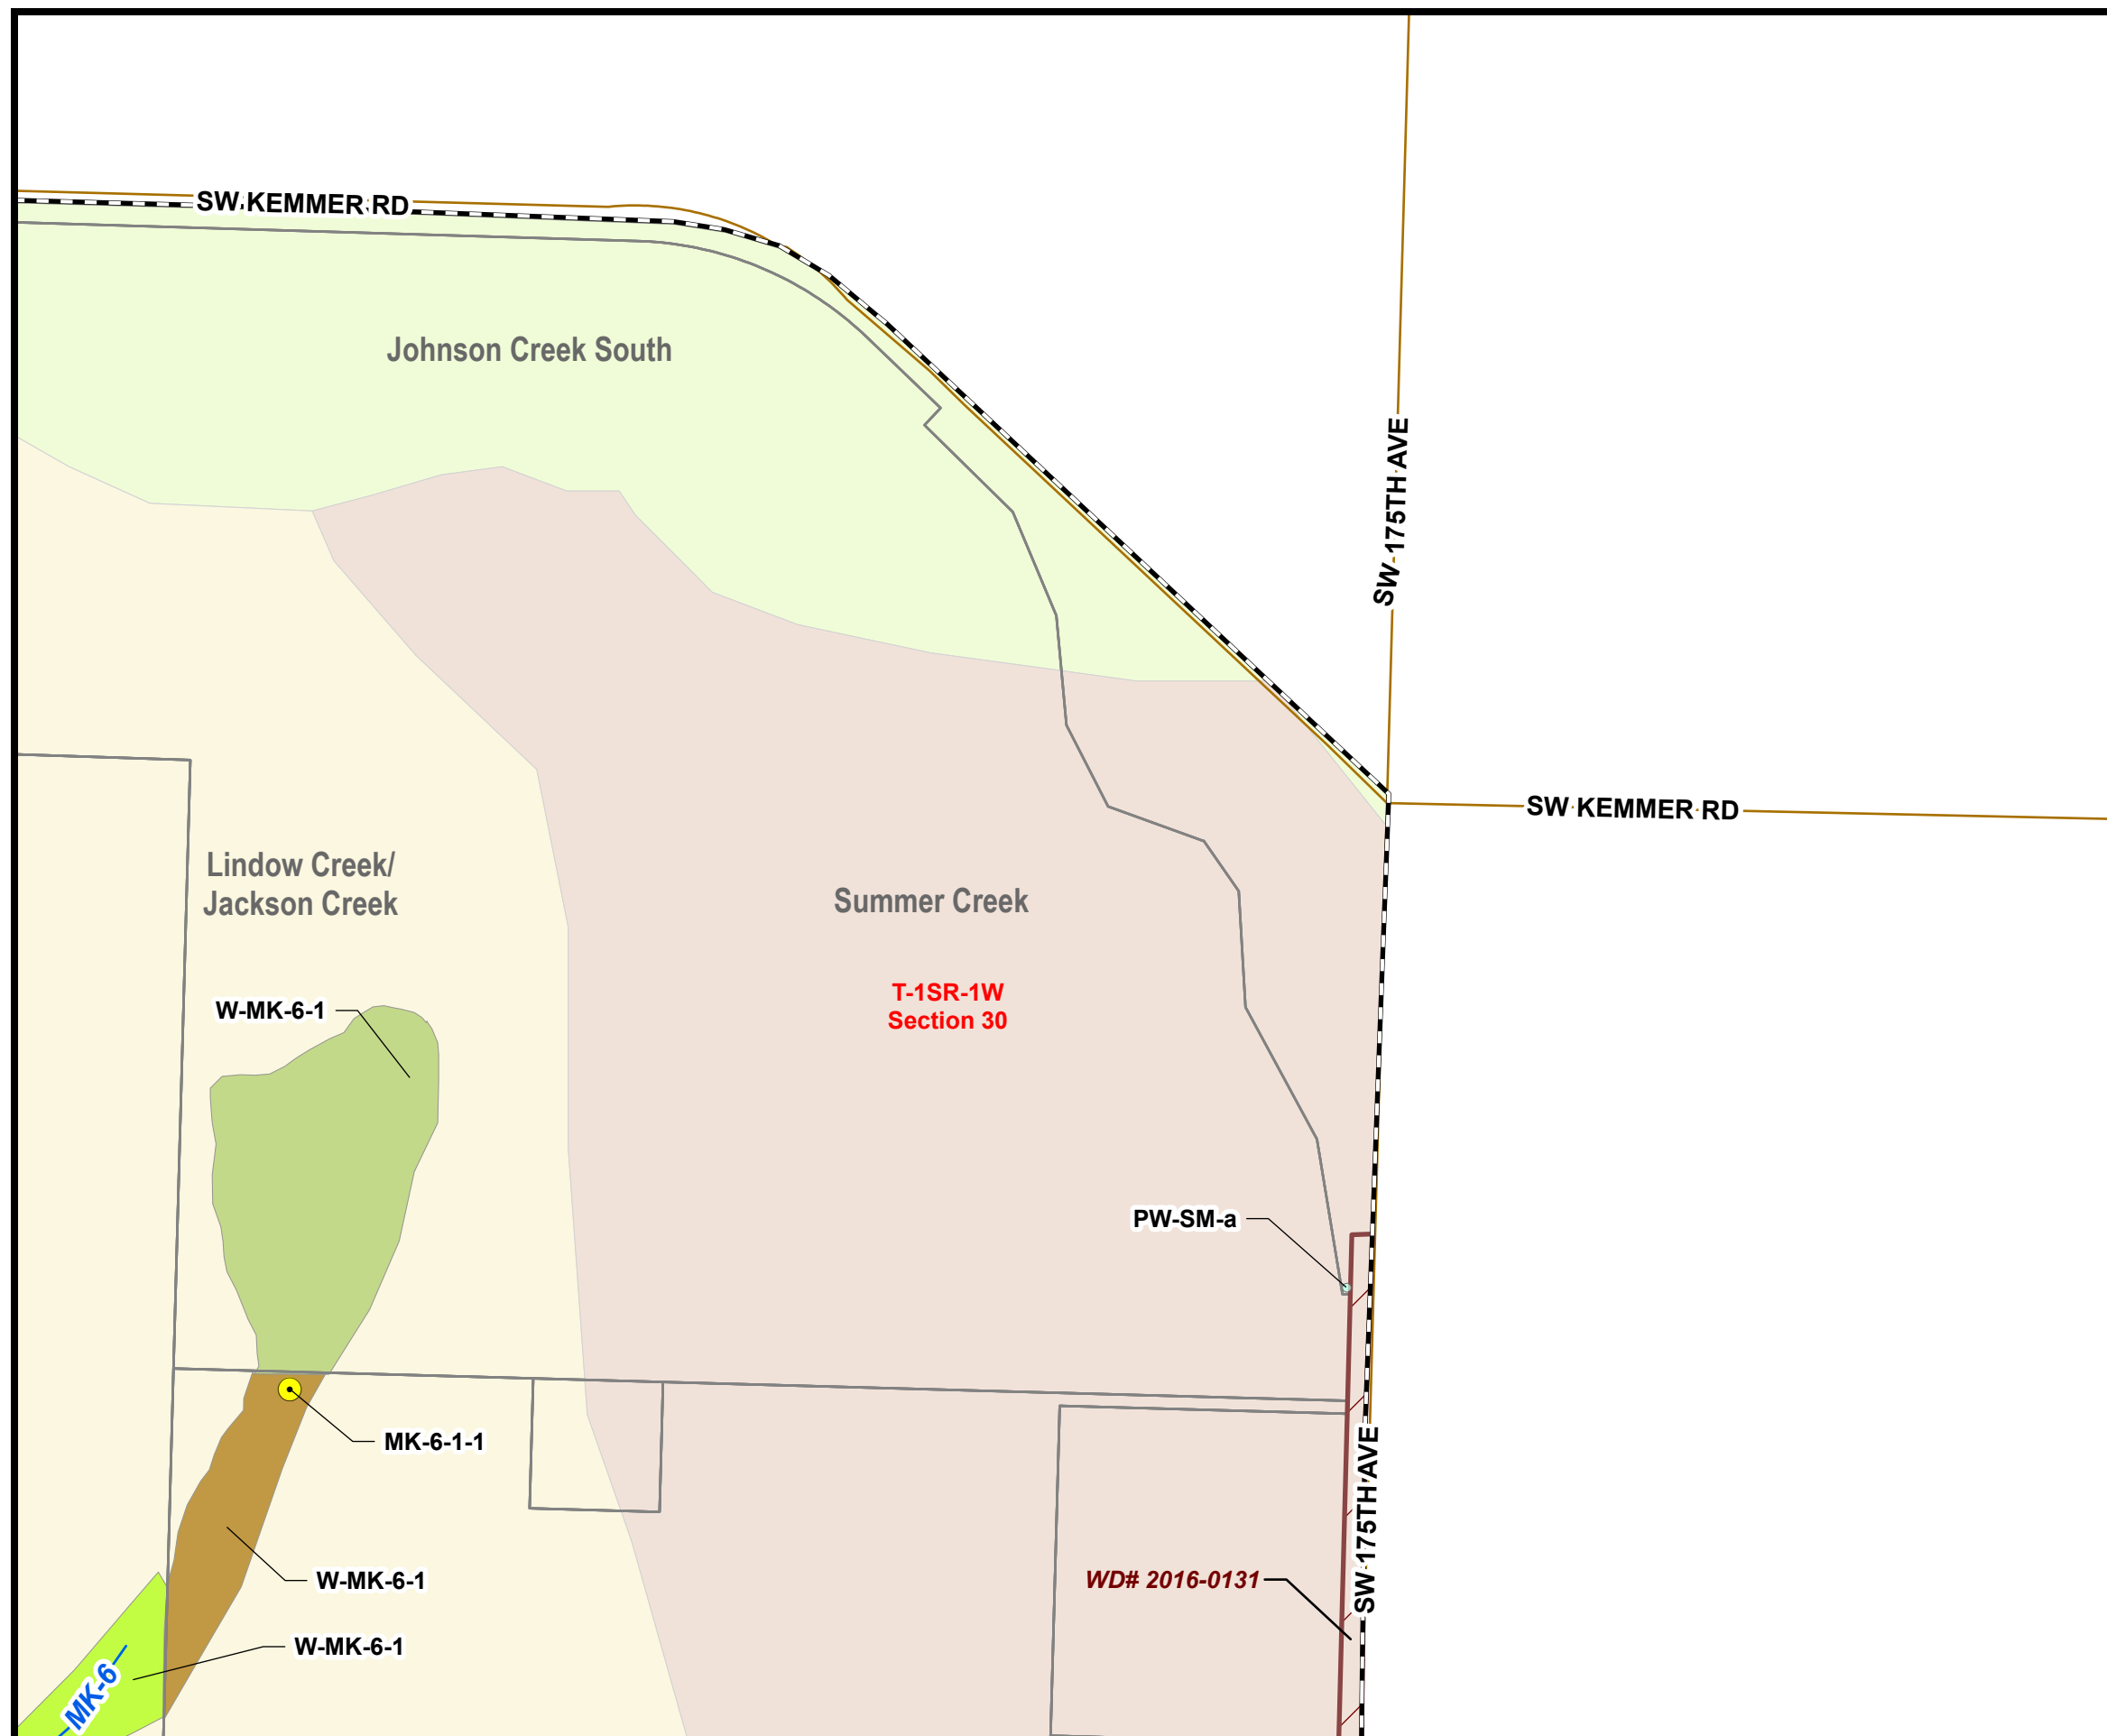 SW KEMMER RD
Johnson Creek South
SW 175TH AVE
SW KEMMER RD
Lindow Creek/
Jackson Creek
Summer Creek
T-1SR-1W
Section 30
W-MK-6-1
PW-SM-a
MK-6-1-1
SW 175TH AVE
W-MK-6-1
WD# 2016-0131
W-MK-6-1
MK-6